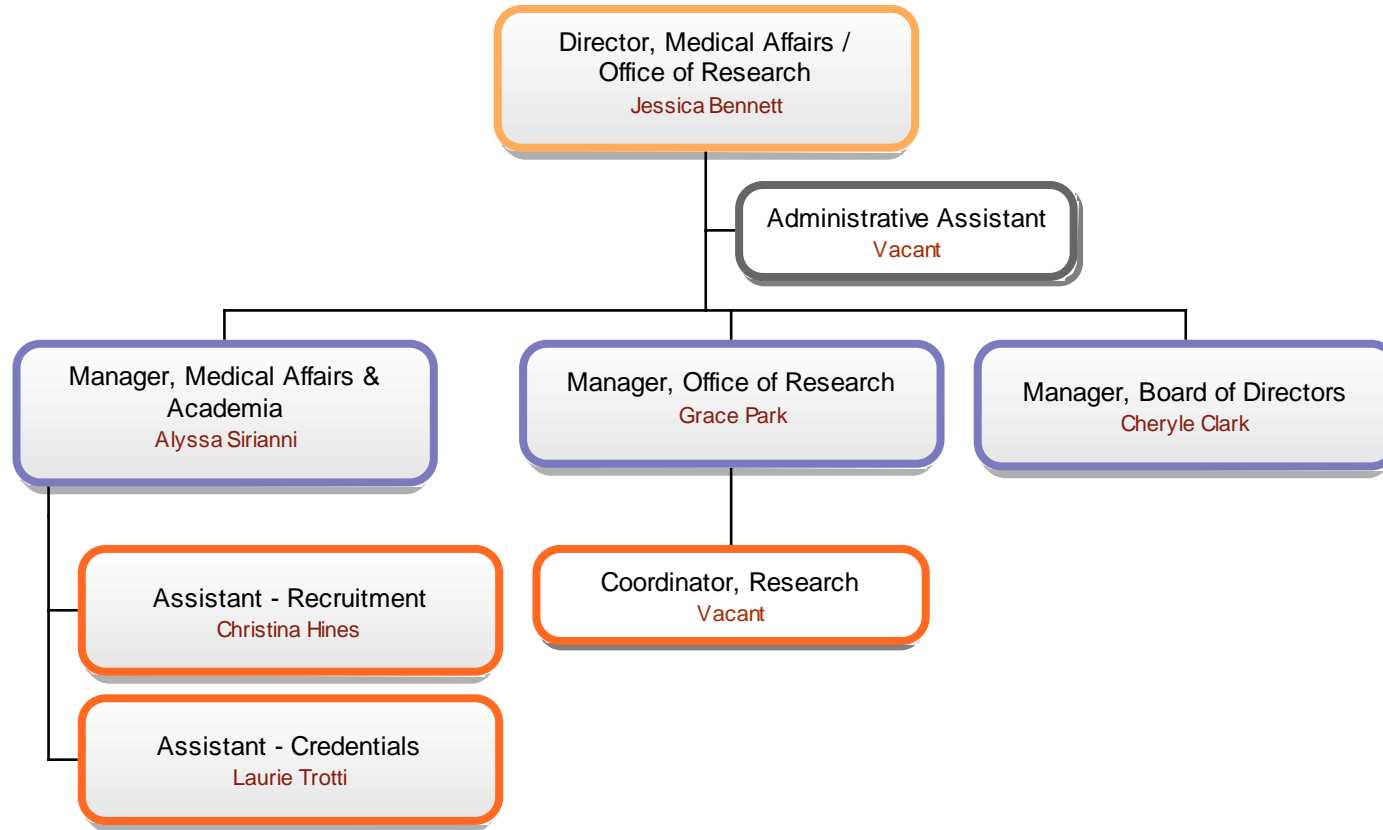 Director, Medical Affairs /
Office of Research
Jessica Bennett
Administrative Assistant
Vacant
Manager, Medical Affairs &
Academia
Alyssa Sirianni
Manager, Office of Research
Grace Park
Manager, Board of Directors
Cheryle Clark
Assistant - Recruitment
Christina Hines
Coordinator, Research
Vacant
Assistant - Credentials
Laurie Trotti